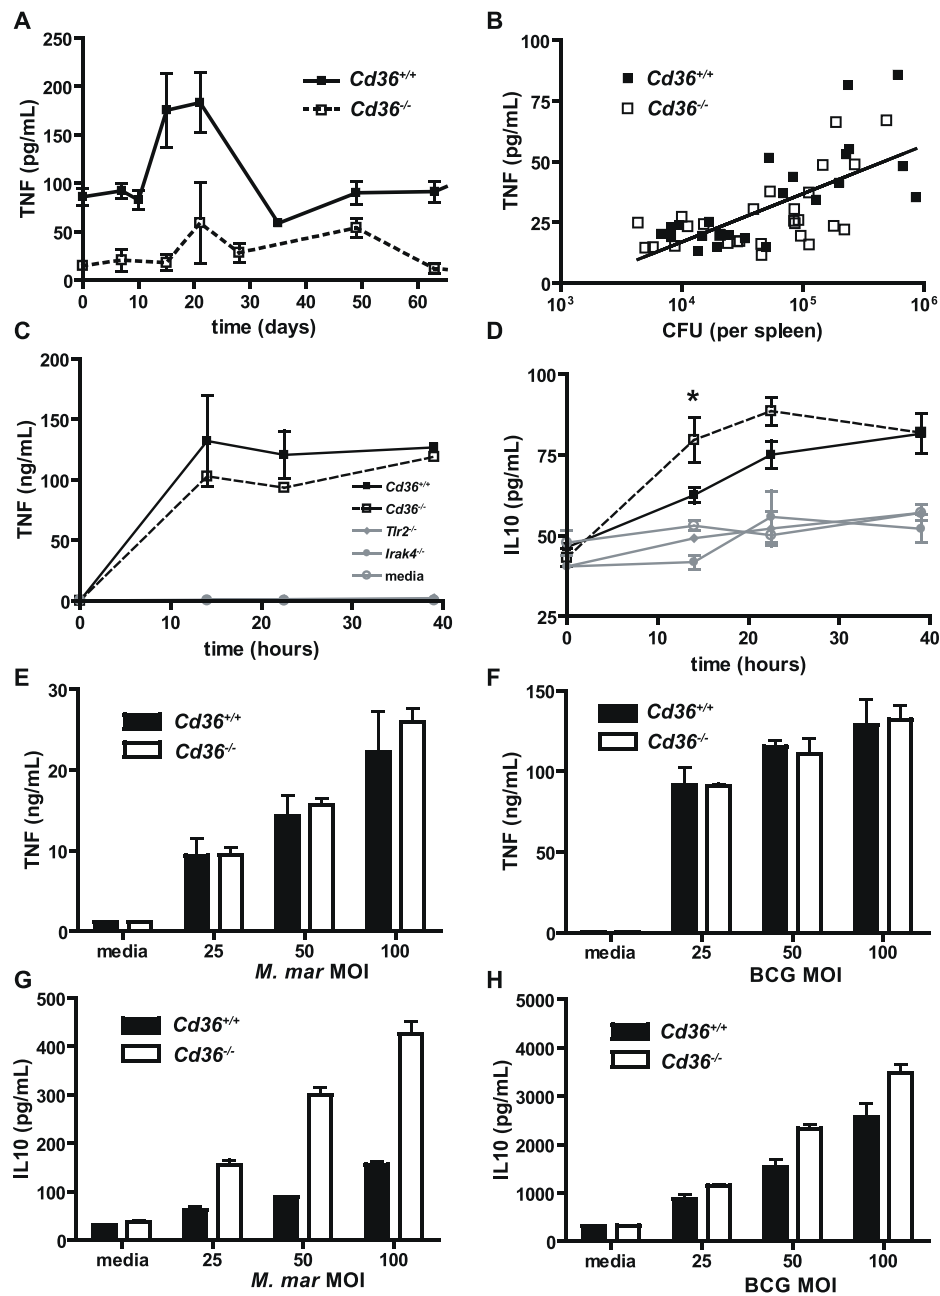 A
TNF (pg/mL)
250
200
150
100
50
0
0 10 20 30 40 50 60
time (days)
Cd36+/+
Cd36-/-
B
TNF (pg/mL)
100
75
50
25
0
10³ 10⁴ 10⁵ 10⁶
CFU (per spleen)
Cd36+/+
Cd36-/-
C
TNF (ng/mL)
200
150
100
50
0
0 10 20 30 40
time (hours)
Cd36+/+
Cd36-/-
Tlr2-/-
Irak4-/-
media
D
IL10 (pg/mL)
100
75
50
25
0 10 20 30 40
time (hours)
*
E
TNF (ng/mL)
30
20
10
0
media 25 50 100
M. mar MOI
Cd36+/+
Cd36-/-
F
TNF (ng/mL)
150
100
50
0
media 25 50 100
BCG MOI
Cd36+/+
Cd36-/-
G
IL10 (pg/mL)
500
400
300
200
100
0
media 25 50 100
M. mar MOI
Cd36+/+
Cd36-/-
H
IL10 (pg/mL)
5000
4000
3000
2000
1000
0
media 25 50 100
BCG MOI
Cd36+/+
Cd36-/-